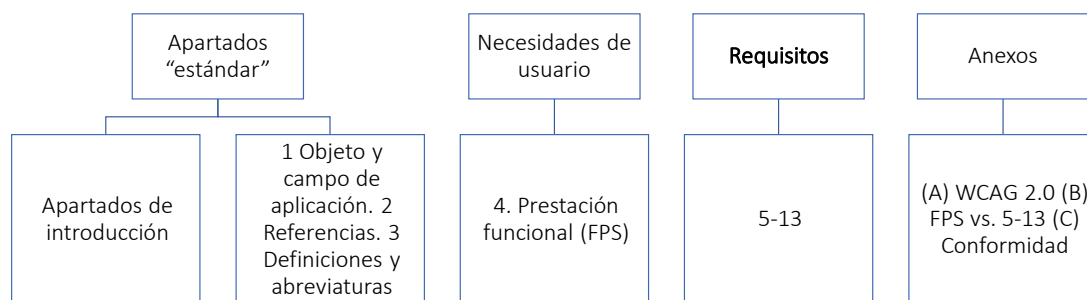 Apartados
“estándar”
Necesidades de
usuario
Requisitos
Anexos
Apartados de
introducción
1 Objeto y
campo de
aplicación. 2
Referencias. 3
Definiciones y
abreviaturas
4. Prestación
funcional (FPS)
5-13
(A) WCAG 2.0 (B)
FPS vs. 5-13 (C)
Conformidad